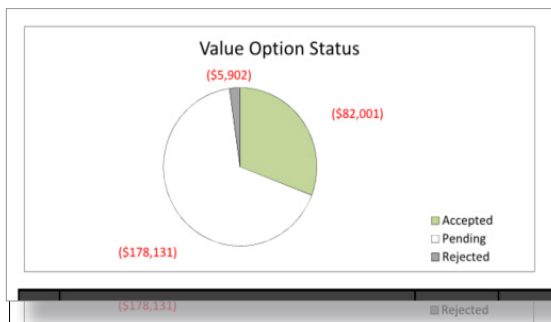 Value Option Status
($5,902)
($82,001)
Accepted
Pending
($178,131)
Rejected
($178,131)
Rejected